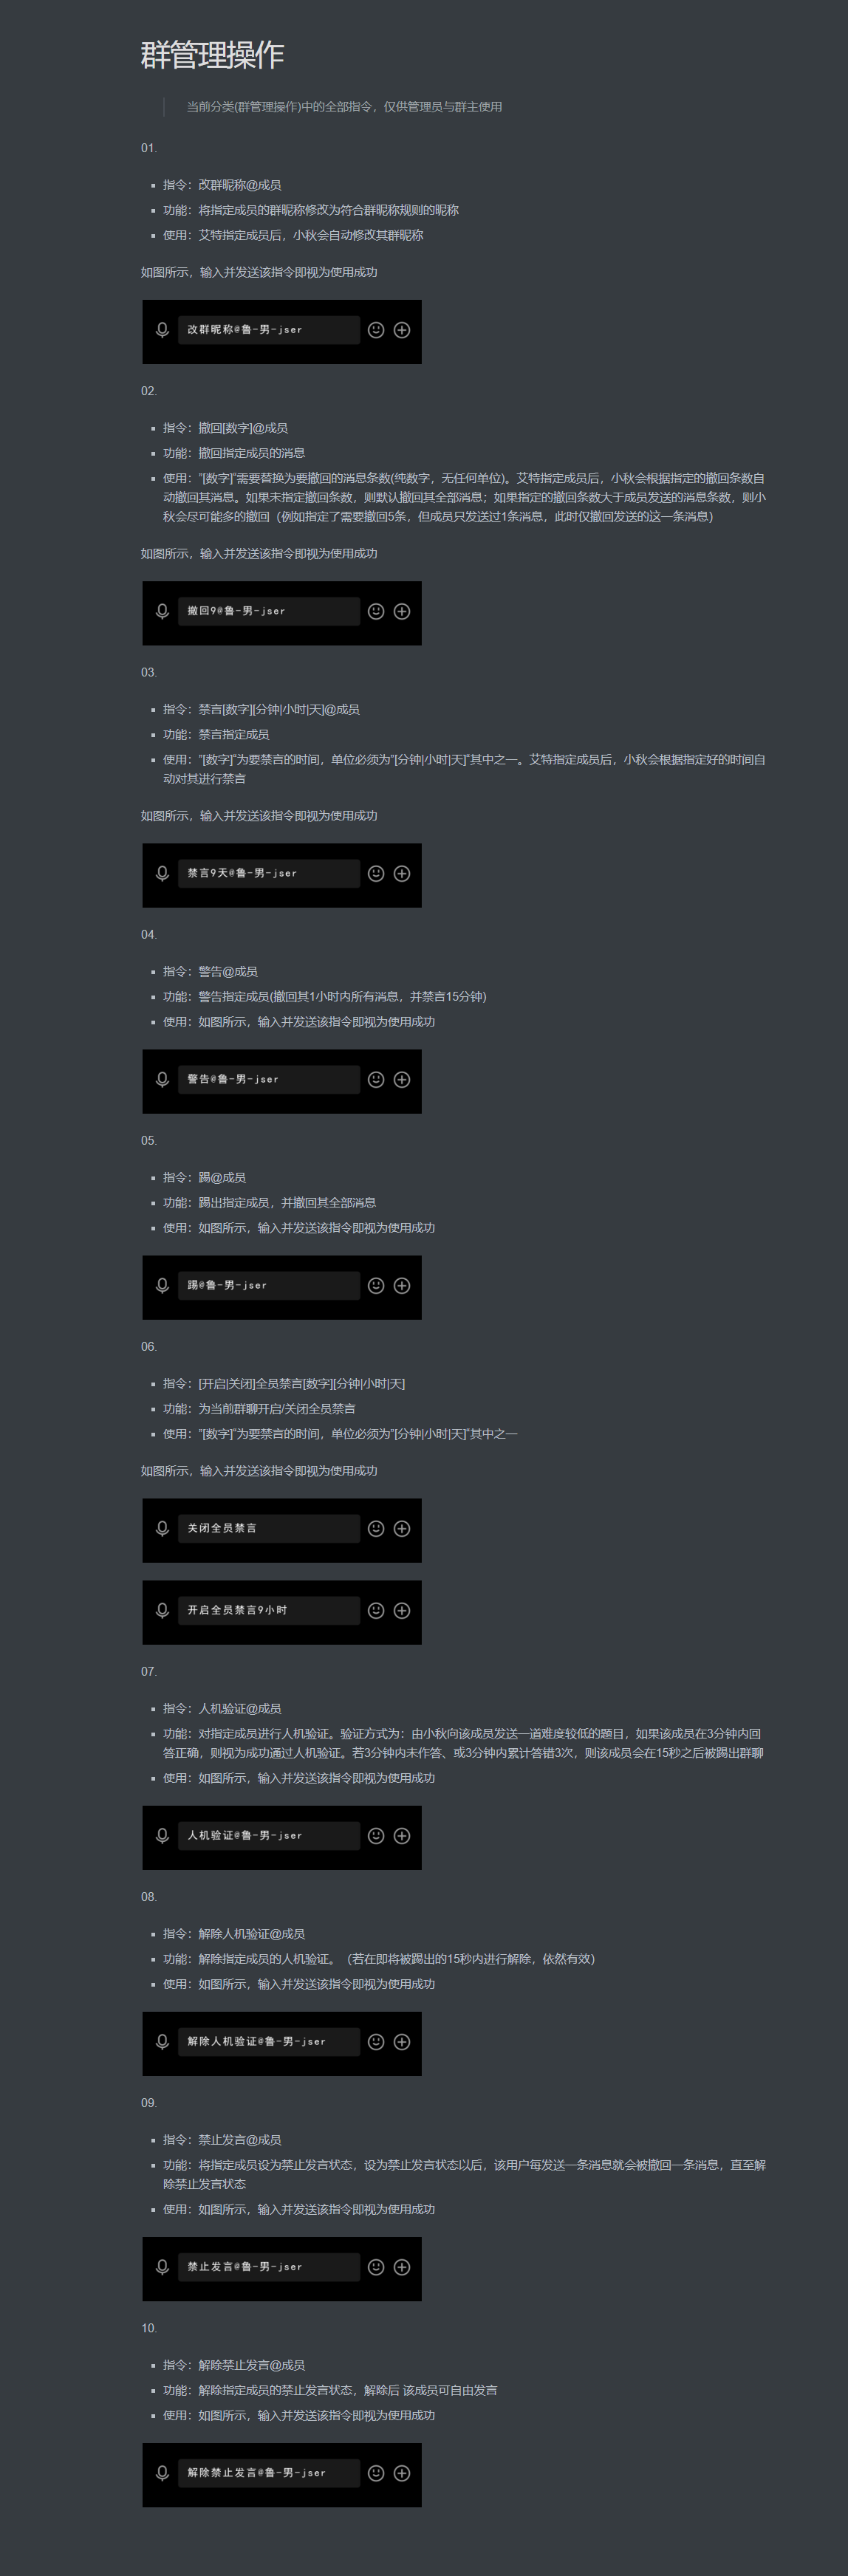 群管理操作
当前分类(群管理操作)中的全部指令，仅供管理员与群主使用
01.
指令：改群昵称@成员
功能：将指定成员的群昵称修改为符合群昵称规则的昵称
使用：艾特指定成员后，小秋会自动修改其群昵称
如图所示，输入并发送该指令即视为使用成功
改群昵称@鲁-男-jser
02.
指令：撤回[数字]@成员
功能：撤回指定成员的消息
使用："[数字]"需要替换为要撤回的消息条数(纯数字，无任何单位)。艾特指定成员后，小秋会根据指定的撤回条数自
动撤回其消息。如果未指定撤回条数，则默认撤回其全部消息；如果指定的撤回条数大于成员发送的消息条数，则小
秋会尽可能多的撤回（例如指定了需要撤回5条，但成员只发送过1条消息，此时仅撤回发送的这一条消息）
如图所示，输入并发送该指令即视为使用成功
撤回9@鲁-男-jser
03.
指令：禁言[数字][分钟|小时|天]@成员
功能：禁言指定成员
使用："[数字]"为要禁言的时间，单位必须为"[分钟|小时|天]"其中之一。艾特指定成员后，小秋会根据指定好的时间自
动对其进行禁言
如图所示，输入并发送该指令即视为使用成功
禁言9天@鲁-男-jser
04.
指令：警告@成员
功能：警告指定成员(撤回其1小时内所有消息，并禁言15分钟)
使用：如图所示，输入并发送该指令即视为使用成功
警告@鲁-男-jser
05.
指令：踢@成员
功能：踢出指定成员，并撤回其全部消息
使用：如图所示，输入并发送该指令即视为使用成功
踢@鲁-男-jser
06.
指令：[开启|关闭]全员禁言[数字][分钟|小时|天]
功能：为当前群聊开启/关闭全员禁言
使用："[数字]"为要禁言的时间，单位必须为"[分钟|小时|天]"其中之一
如图所示，输入并发送该指令即视为使用成功
关闭全员禁言
开启全员禁言9小时
07.
指令：人机验证@成员
功能：对指定成员进行人机验证。验证方式为：由小秋向该成员发送一道难度较低的题目，如果该成员在3分钟内回
答正确，则视为成功通过人机验证。若3分钟内未作答、或3分钟内累计答错3次，则该成员会在15秒之后被踢出群聊
使用：如图所示，输入并发送该指令即视为使用成功
人机验证@鲁-男-jser
08.
指令：解除人机验证@成员
功能：解除指定成员的人机验证。（若在即将被踢出的15秒内进行解除，依然有效）
使用：如图所示，输入并发送该指令即视为使用成功
解除人机验证@鲁-男-jser
09.
指令：禁止发言@成员
功能：将指定成员设为禁止发言状态，设为禁止发言状态以后，该用户每发送一条消息就会被撤回一条消息，直至解
除禁止发言状态
使用：如图所示，输入并发送该指令即视为使用成功
禁止发言@鲁-男-jser
10.
指令：解除禁止发言@成员
功能：解除指定成员的禁止发言状态，解除后 该成员可自由发言
使用：如图所示，输入并发送该指令即视为使用成功
解除禁止发言@鲁-男-jser